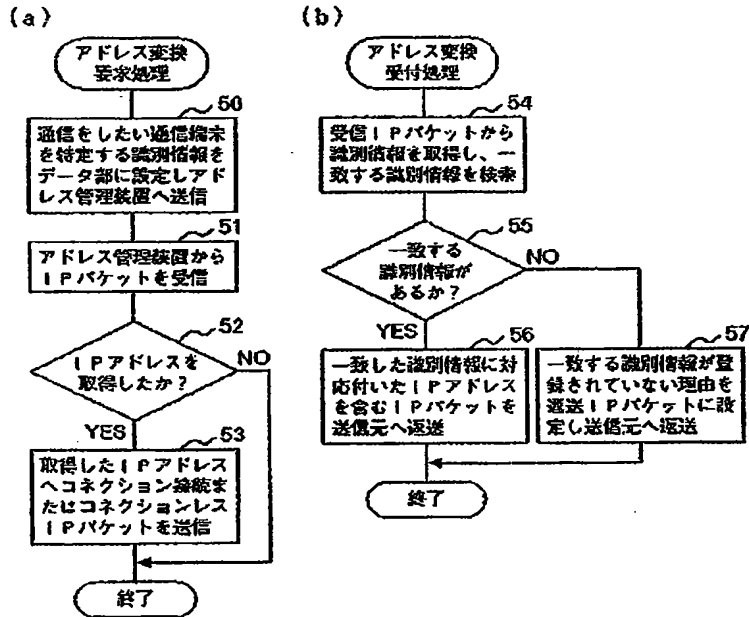 (a)
アドレス変換
要求処理
50
通信をしたい通信端末
を特定する識別情報を
データ部に設定しアド
レス管理装置へ送信
51
アドレス管理装置から
IPパケットを受信
52
IPアドレスを
取得したか?
NO
YES
53
取得したIPアドレス
へコネクション接続ま
たはコネクションレス
IPパケットを送信
終了
(b)
アドレス変換
受付処理
54
受信IPパケットから
識別情報を取得し、一
致する識別情報を検索
55
一致する
識別情報が
あるか?
NO
YES
56
一致した識別情報に対
応付いたIPアドレス
を含むIPパケットを
送信元へ返送
57
一致する識別情報が登
録されていない理由を
返送IPパケットに設
定し送信元へ返送
終了